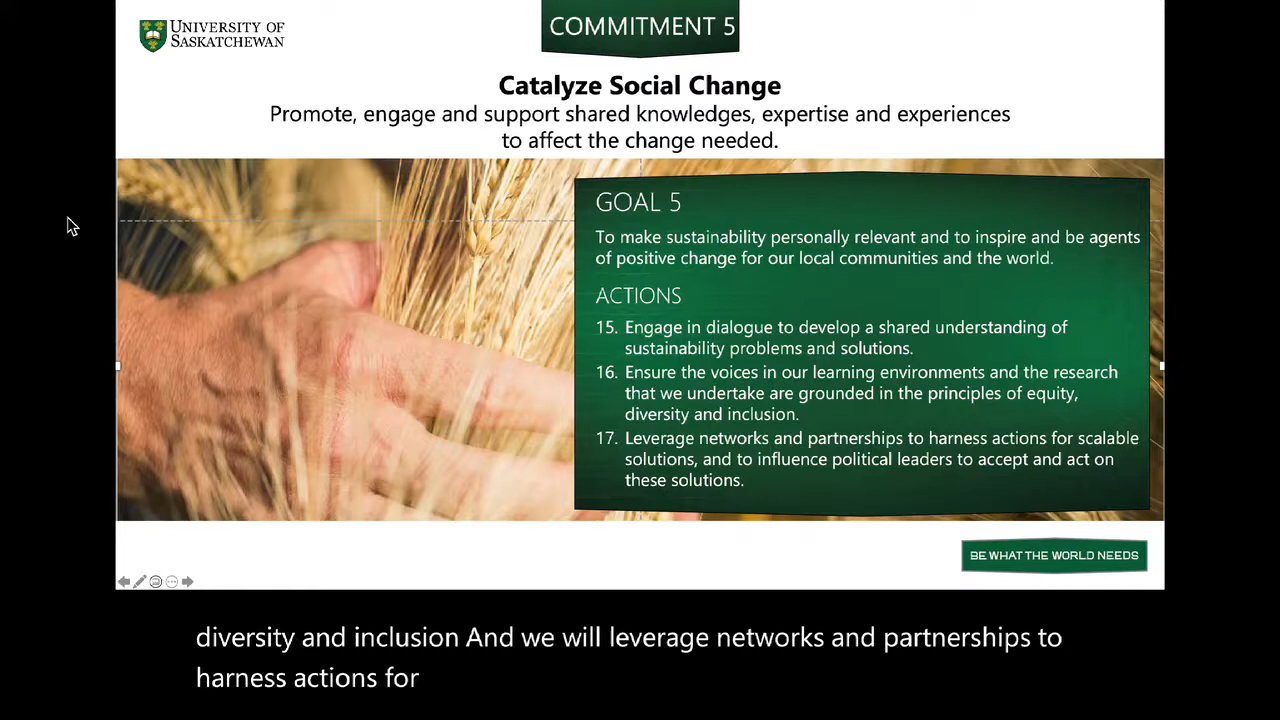 UNIVERSITY OF
SASKATCHEWAN
COMMITMENT 5
Catalyze Social Change
Promote, engage and support shared knowledges, expertise and experiences
to affect the change needed.
GOAL 5
To make sustainability personally relevant and to inspire and be agents
of positive change for our local communities and the world.
ACTIONS
15. Engage in dialogue to develop a shared understanding of
sustainability problems and solutions.
16. Ensure the voices in our learning environments and the research
that we undertake are grounded in the principles of equity,
diversity and inclusion.
17. Leverage networks and partnerships to harness actions for scalable
solutions, and to influence political leaders to accept and act on
these solutions.
BE WHAT THE WORLD NEEDS
diversity and inclusion And we will leverage networks and partnerships to
harness actions for